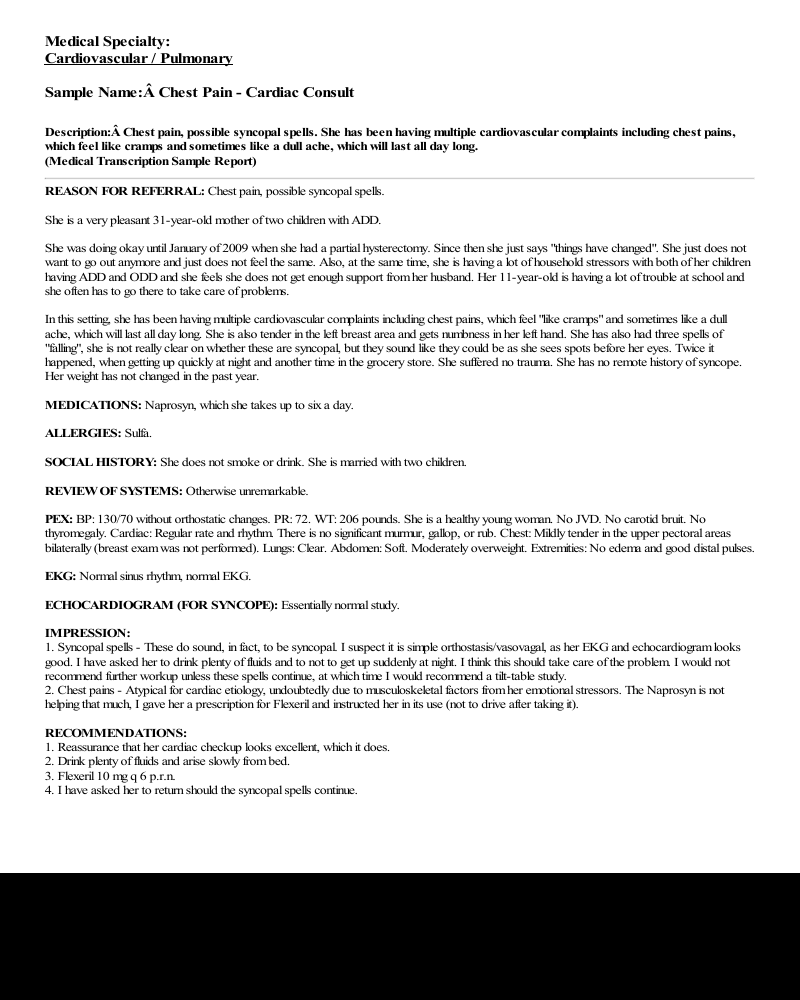 Medical Specialty:
Cardiovascular / Pulmonary
Sample Name:Â Chest Pain - Cardiac Consult
Description:Â Chest pain, possible syncopal spells. She has been having multiple cardiovascular complaints including chest pains,
which feel like cramps and sometimes like a dull ache, which will last all day long.
(Medical Transcription Sample Report)
REASON FOR REFERRAL: Chest pain, possible syncopal spells.
She is a very pleasant 31-year-old mother of two children with ADD.
She was doing okay until January of 2009 when she had a partial hysterectomy. Since then she just says "things have changed". She just does not
want to go out anymore and just does not feel the same. Also, at the same time, she is having a lot of household stressors with both of her children
having ADD and ODD and she feels she does not get enough support from her husband. Her 11-year-old is having a lot of trouble at school and
she often has to go there to take care of problems.
In this setting, she has been having multiple cardiovascular complaints including chest pains, which feel "like cramps" and sometimes like a dull
ache, which will last all day long. She is also tender in the left breast area and gets numbness in her left hand. She has also had three spells of
"falling", she is not really clear on whether these are syncopal, but they sound like they could be as she sees spots before her eyes. Twice it
happened, when getting up quickly at night and another time in the grocery store. She suffered no trauma. She has no remote history of syncope.
Her weight has not changed in the past year.
MEDICATIONS: Naprosyn, which she takes up to six a day.
ALLERGIES: Sulfa.
SOCIAL HISTORY: She does not smoke or drink. She is married with two children.
REVIEW OF SYSTEMS: Otherwise unremarkable.
PEX: BP: 130/70 without orthostatic changes. PR: 72. WT: 206 pounds. She is a healthy young woman. No JVD. No carotid bruit. No
thyromegaly. Cardiac: Regular rate and rhythm. There is no significant murmur, gallop, or rub. Chest: Mildly tender in the upper pectoral areas
bilaterally (breast exam was not performed). Lungs: Clear. Abdomen: Soft. Moderately overweight. Extremities: No edema and good distal pulses.
EKG: Normal sinus rhythm, normal EKG.
ECHOCARDIOGRAM (FOR SYNCOPE): Essentially normal study.
IMPRESSION:
1. Syncopal spells - These do sound, in fact, to be syncopal. I suspect it is simple orthostasis/vasovagal, as her EKG and echocardiogram looks
good. I have asked her to drink plenty of fluids and to not to get up suddenly at night. I think this should take care of the problem. I would not
recommend further workup unless these spells continue, at which time I would recommend a tilt-table study.
2. Chest pains - Atypical for cardiac etiology, undoubtedly due to musculoskeletal factors from her emotional stressors. The Naprosyn is not
helping that much, I gave her a prescription for Flexeril and instructed her in its use (not to drive after taking it).
RECOMMENDATIONS:
1. Reassurance that her cardiac checkup looks excellent, which it does.
2. Drink plenty of fluids and arise slowly from bed.
3. Flexeril 10 mg q 6 p.r.n.
4. I have asked her to return should the syncopal spells continue.